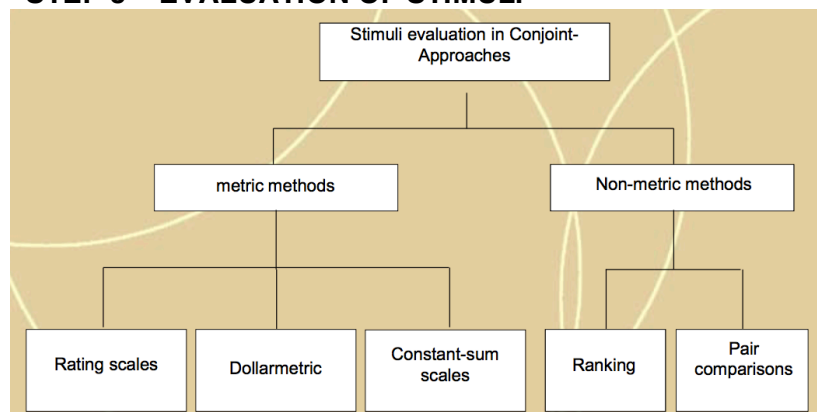 Stimuli evaluation in Conjoint-
Approaches
metric methods
Non-metric methods
Rating scales
Dollarmetric
Constant-sum
scales
Ranking
Pair
comparisons